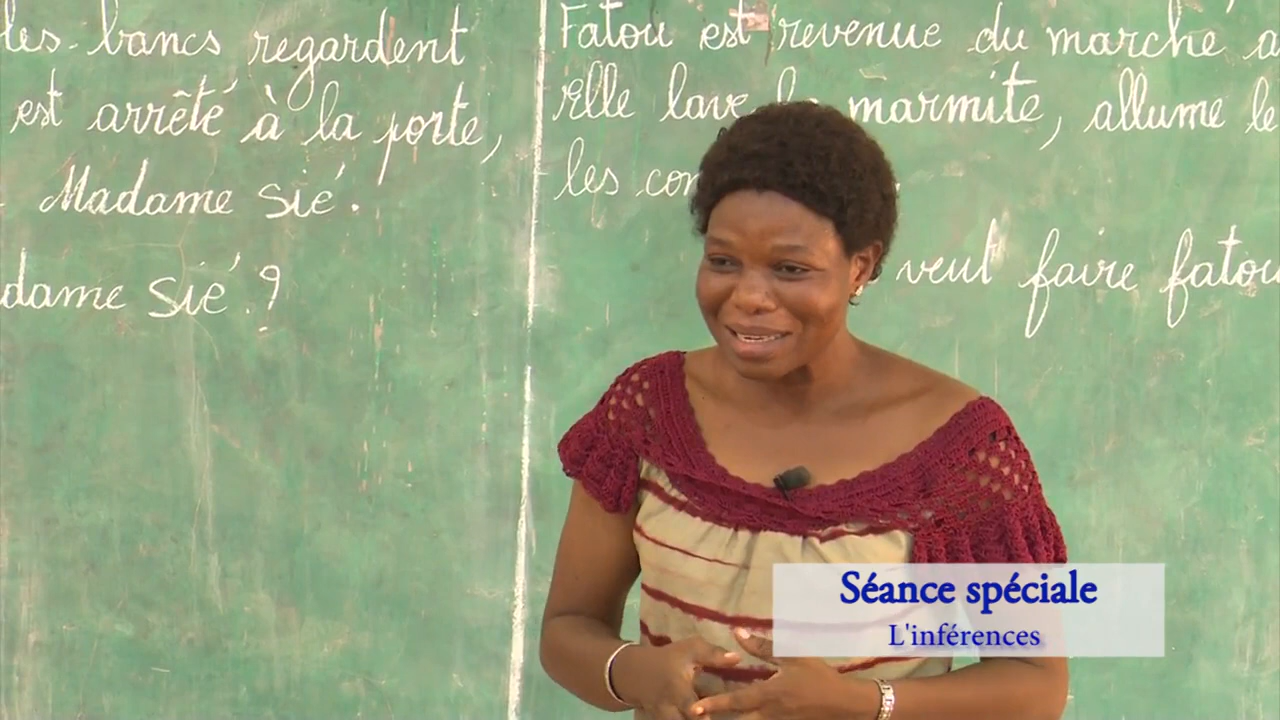 les bancs regardent
est arrêté à la porte,
Madame Sié.
dame Sié ?
Fatou est revenue du marché a
Elle lave la marmite, allume le
les con
veut faire fatou
Séance spéciale
L'inférences